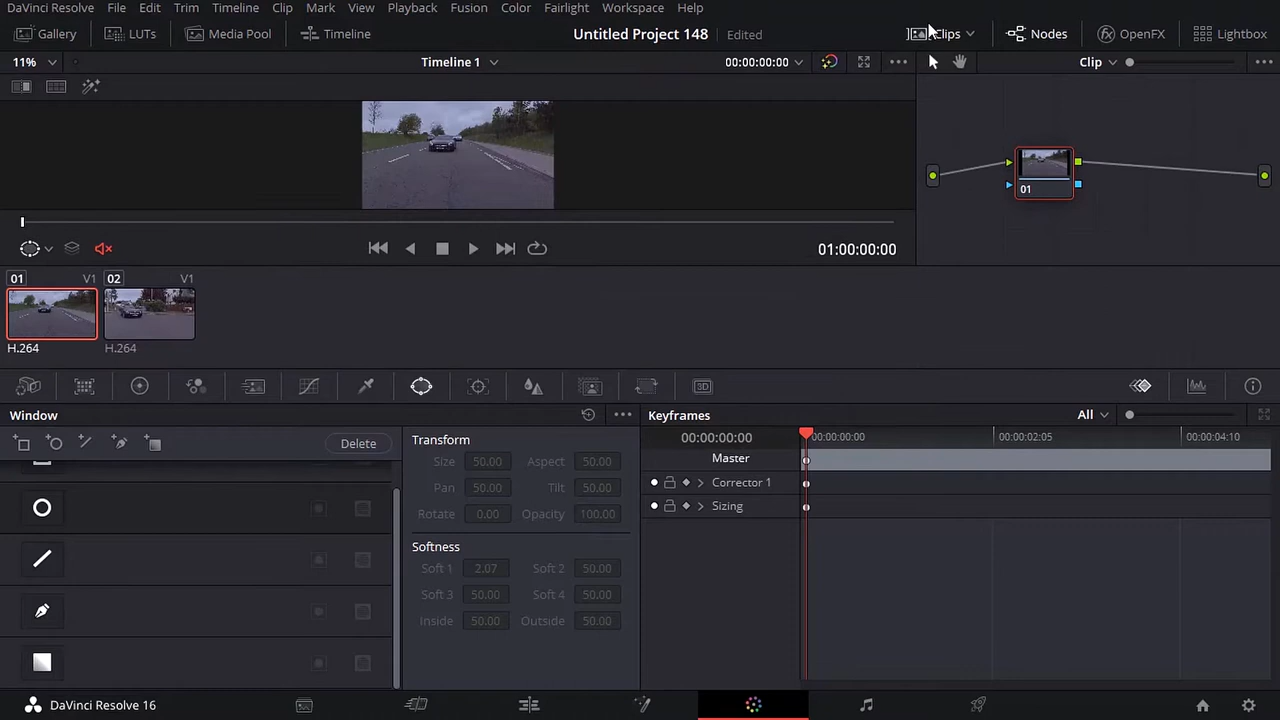 DaVinci Resolve File Edit Trim Timeline Clip Mark View Playback Fusion Color Fairlight Workspace Help
Gallery LUTs Media Pool Timeline Untitled Project 148 Edited Clips Nodes OpenFX Lightbox
11% Timeline 1 00:00:00:00 Clip
01
01:00:00:00
01 V1 02 V1
H.264 H.264
3D
Window Keyframes All
Delete Transform 00:00:00:00 00:00:00:00 00:00:02:05 00:00:04:10
Size 50.00 Aspect 50.00 Master
Pan 50.00 Tilt 50.00 Corrector 1
Rotate 0.00 Opacity 100.00 Sizing
Softness
Soft 1 2.07 Soft 2 50.00
Soft 3 50.00 Soft 4 50.00
Inside 50.00 Outside 50.00
DaVinci Resolve 16